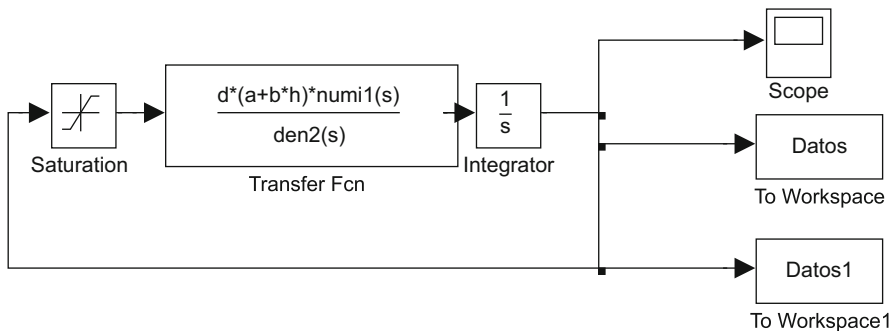 Scope
d*(a+b*h)*numi1(s)
den2(s)
1
s
Saturation
Transfer Fcn
Integrator
Datos
To Workspace
Datos1
To Workspace1